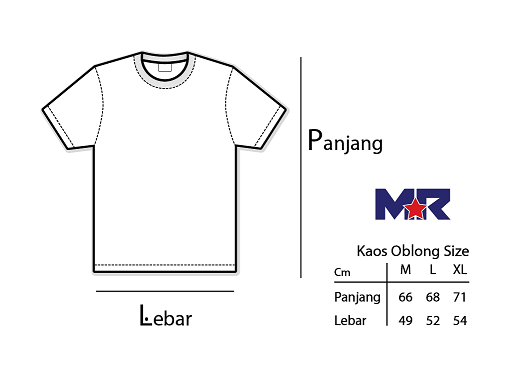 Panjang
MR
Kaos Oblong Size
Cm M L XL
Panjang 66 68 71
Lebar 49 52 54
Lebar